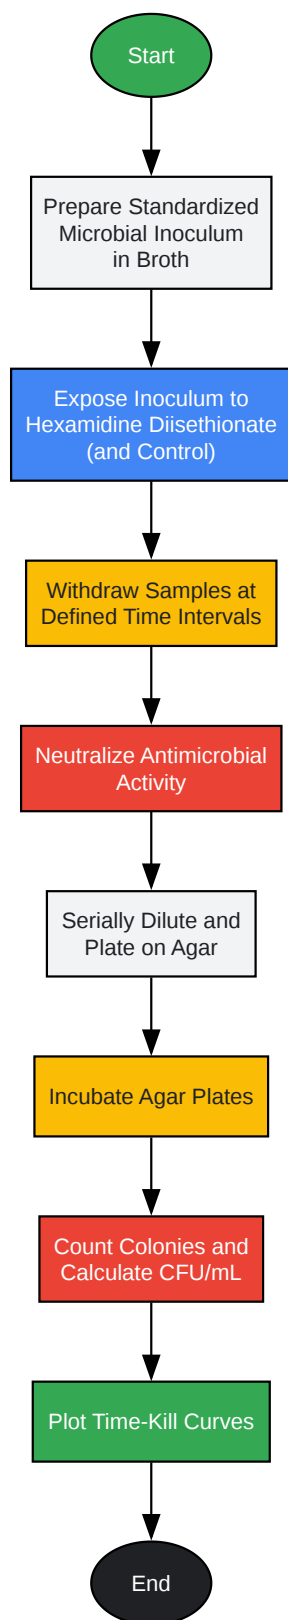 Start
Prepare Standardized
Microbial Inoculum
in Broth
Expose Inoculum to
Hexamidine Diisethionate
(and Control)
Withdraw Samples at
Defined Time Intervals
Neutralize Antimicrobial
Activity
Serially Dilute and
Plate on Agar
Incubate Agar Plates
Count Colonies and
Calculate CFU/mL
Plot Time-Kill Curves
End